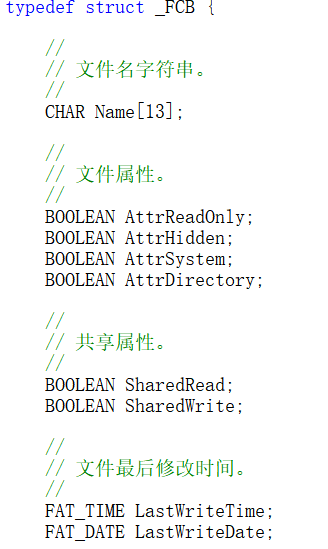 typedef struct _FCB {
//
// 文件名字符串。
//
CHAR Name[13];
//
// 文件属性。
//
BOOLEAN AttrReadOnly;
BOOLEAN AttrHidden;
BOOLEAN AttrSystem;
BOOLEAN AttrDirectory;
//
// 共享属性。
//
BOOLEAN SharedRead;
BOOLEAN SharedWrite;
//
// 文件最后修改时间。
//
FAT_TIME LastWriteTime;
FAT_DATE LastWriteDate;